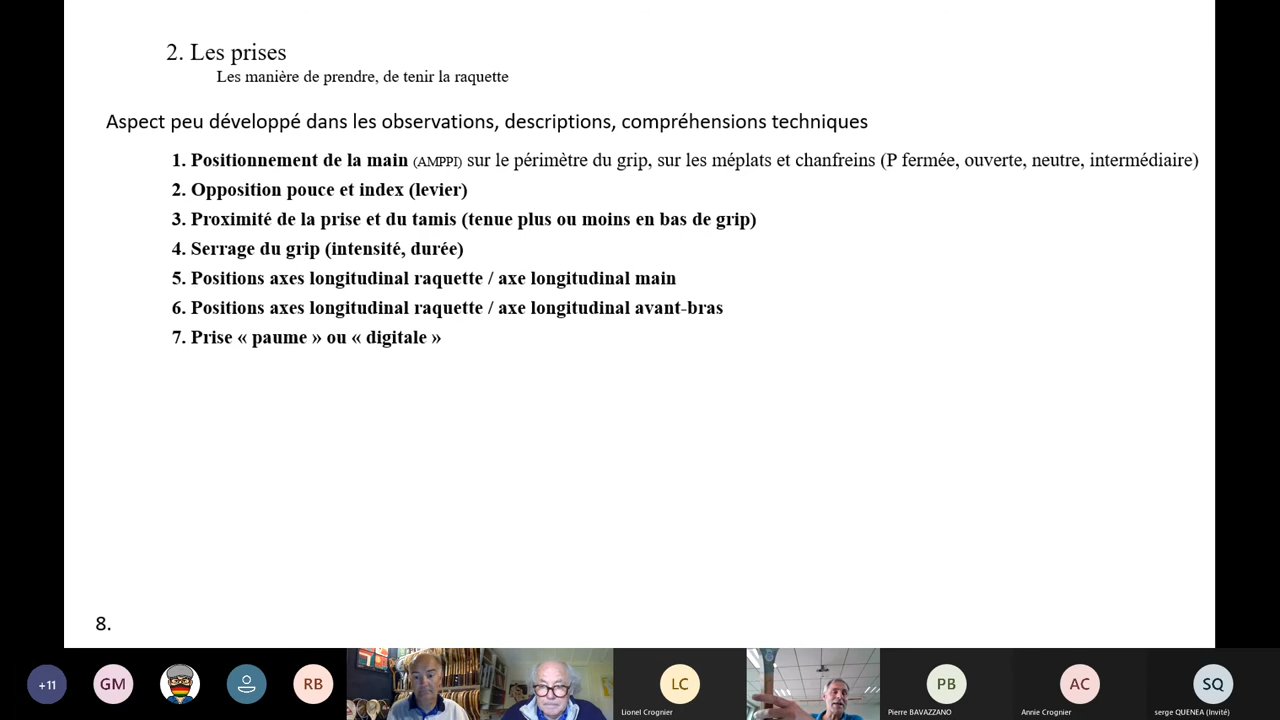 2. Les prises
Les manière de prendre, de tenir la raquette
Aspect peu développé dans les observations, descriptions, compréhensions techniques
1. Positionnement de la main (AMPPI) sur le périmètre du grip, sur les méplats et chanfreins (P fermée, ouverte, neutre, intermédiaire)
2. Opposition pouce et index (levier)
3. Proximité de la prise et du tamis (tenue plus ou moins en bas de grip)
4. Serrage du grip (intensité, durée)
5. Positions axes longitudinal raquette / axe longitudinal main
6. Positions axes longitudinal raquette / axe longitudinal avant-bras
7. Prise « paume » ou « digitale »
8.
+11
GM
RB
LC
Lionel Crognier
PB
Pierre BAVAZZANO
AC
Annie Crognier
SQ
serge QUENEA (Invité)